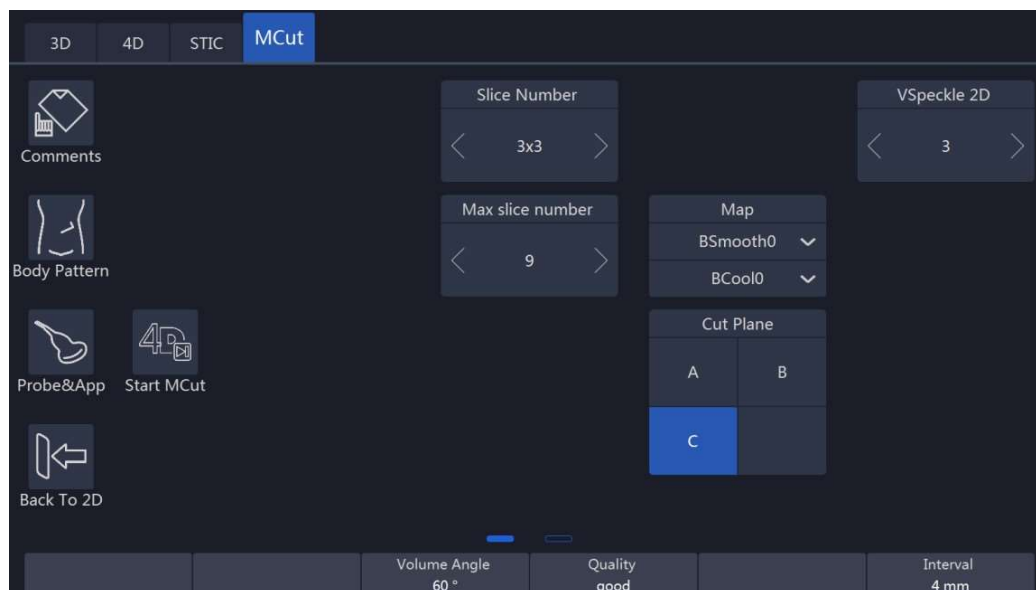 3D
4D
STIC
MCut
Comments
Slice Number
3x3
VSpeckle 2D
3
Body Pattern
Max slice number
9
Map
BSmooth0
BCool0
4D
Probe&App
Start MCut
Cut Plane
A
B
C
Back To 2D
Volume Angle
60 °
Quality
good
Interval
4 mm